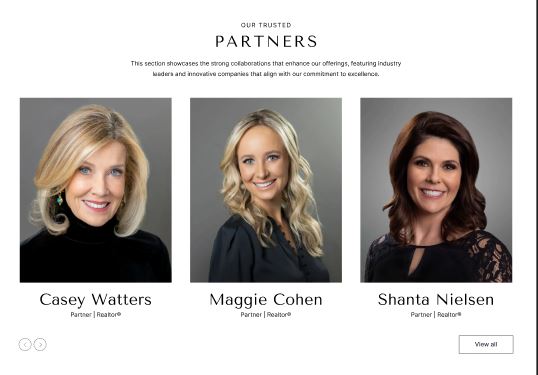 OUR TRUSTED
PARTNERS
This section showcases the strong collaborations that enhance our offerings, featuring industry
leaders and innovative companies that align with our commitment to excellence.
Casey Watters
Partner | Realtor®
Maggie Cohen
Partner | Realtor®
Shanta Nielsen
Partner | Realtor®
View all